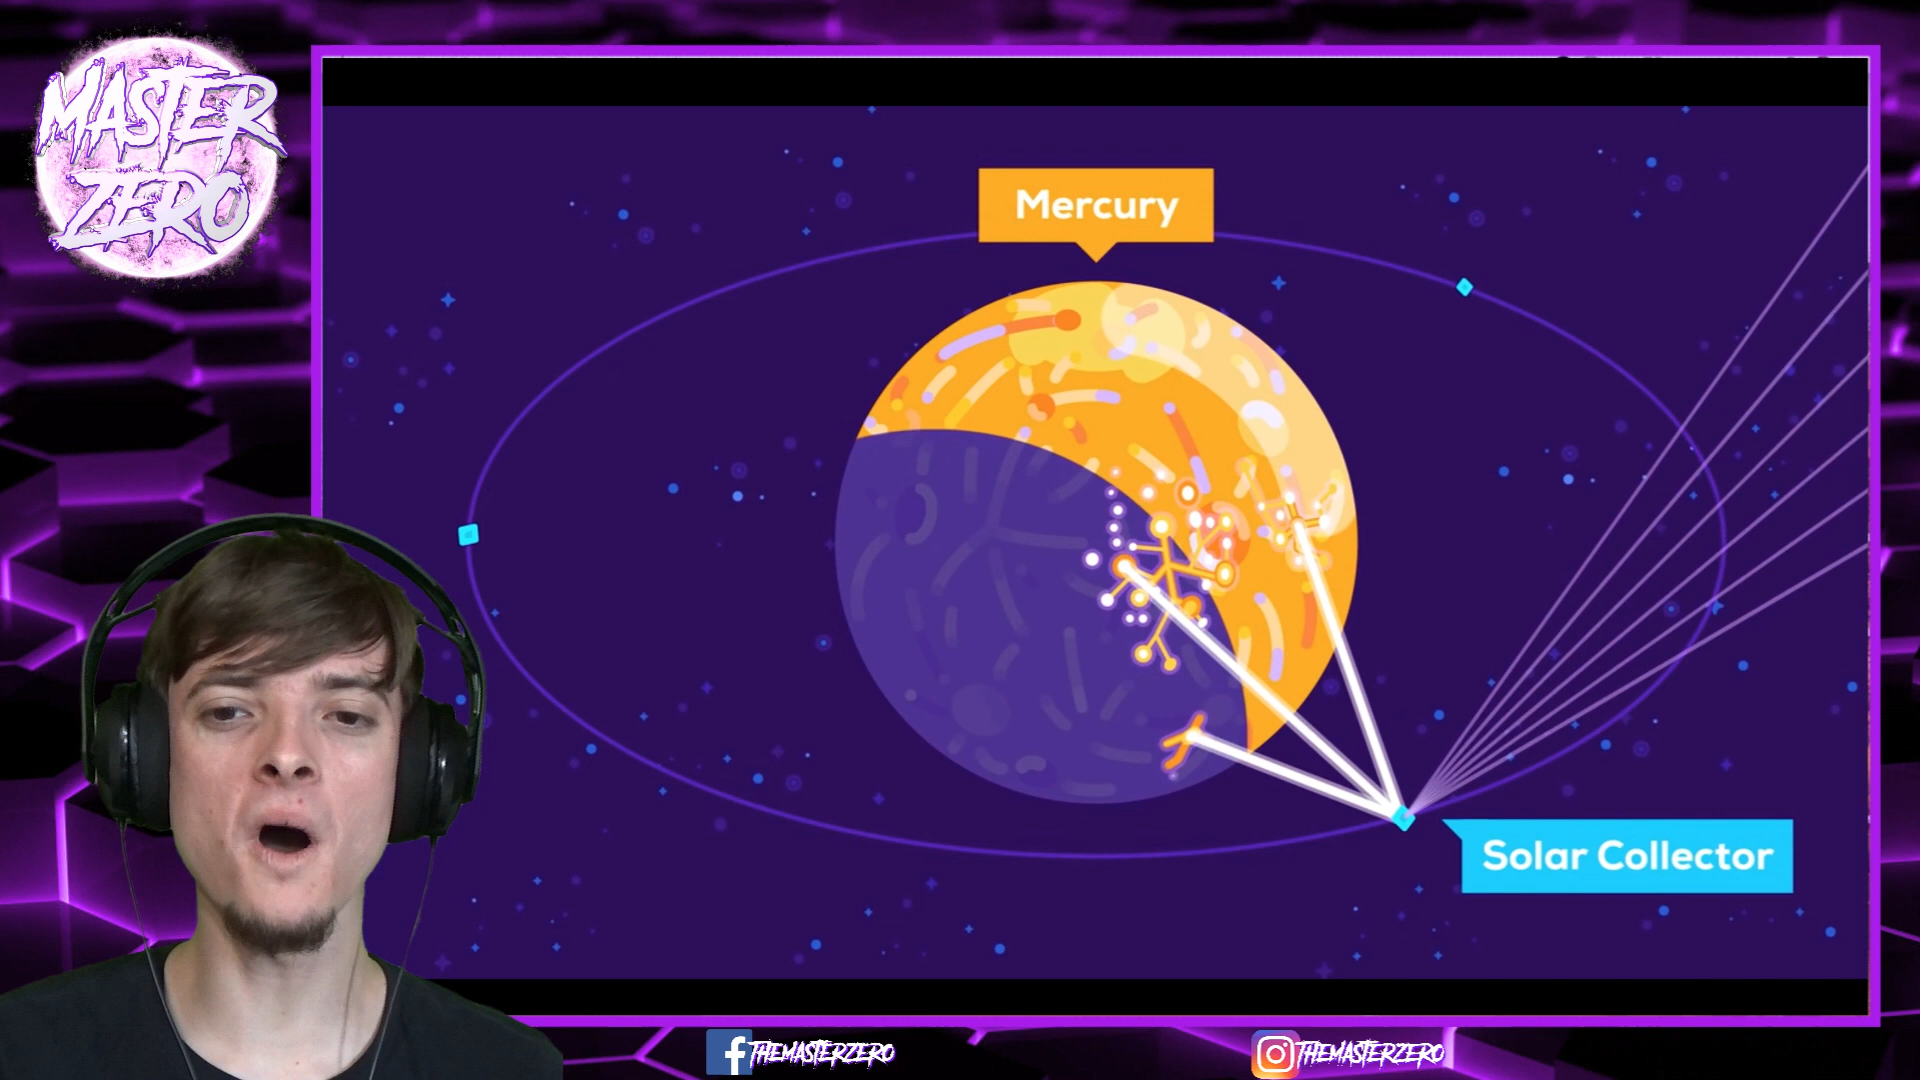 MASTER
ZERO
Mercury
Solar Collector
THEMASTERZERO
THEMASTERZERO